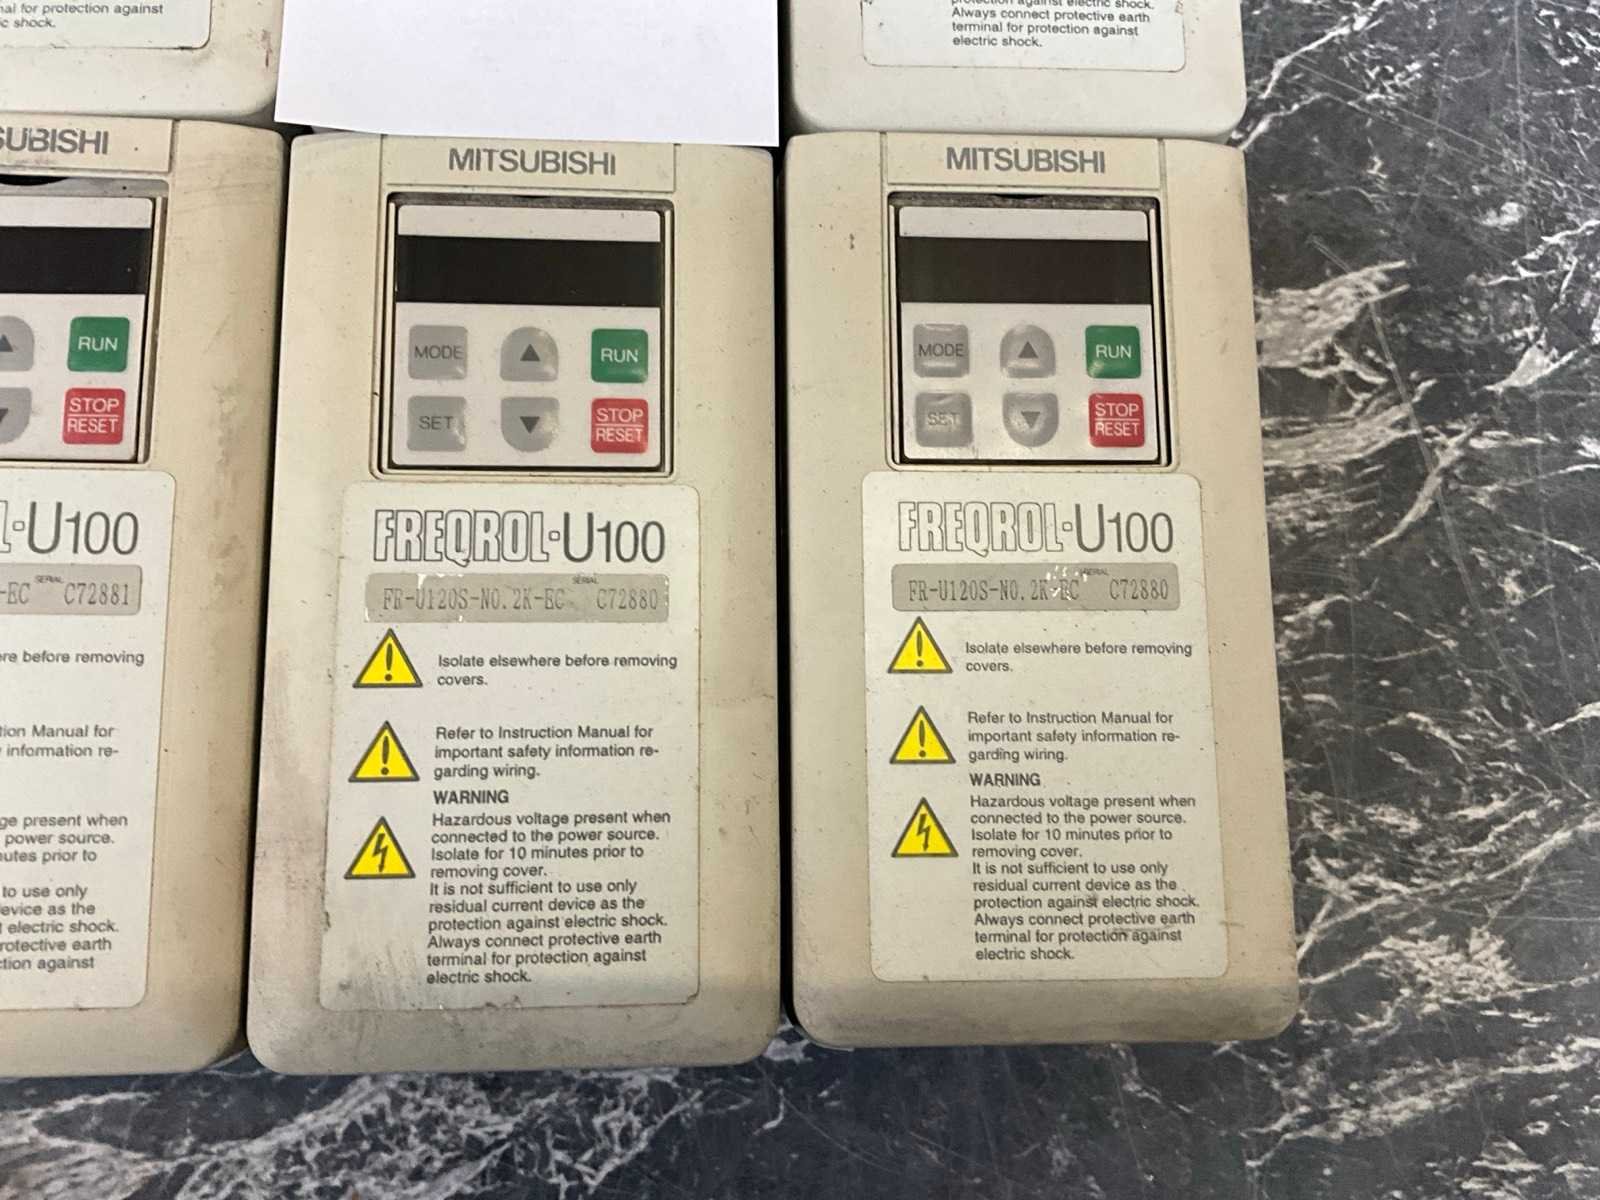 nal for protection against
c shock.
protection against electric shock.
Always connect protective earth
terminal for protection against
electric shock.
SUBISHI
RUN
STOP
RESET
L-U100
SERIAL
-EC C72881
ere before removing
tion Manual for
information re-
ge present when
power source.
utes prior to
to use only
evice as the
electric shock.
rotective earth
ction against
MITSUBISHI
MODE
RUN
SET
STOP
RESET
FREQROL-U100
SERIAL
FR-U120S-N0.2K-EC C72880
Isolate elsewhere before removing
covers.
Refer to Instruction Manual for
important safety information re-
garding wiring.
WARNING
Hazardous voltage present when
connected to the power source.
Isolate for 10 minutes prior to
removing cover.
It is not sufficient to use only
residual current device as the
protection against electric shock.
Always connect protective earth
terminal for protection against
electric shock.
MITSUBISHI
MODE
RUN
SET
STOP
RESET
FREQROL-U100
SERIAL
FR-U120S-N0.2K-EC C72880
Isolate elsewhere before removing
covers.
Refer to Instruction Manual for
important safety information re-
garding wiring.
WARNING
Hazardous voltage present when
connected to the power source.
Isolate for 10 minutes prior to
removing cover.
It is not sufficient to use only
residual current device as the
protection against electric shock.
Always connect protective earth
terminal for protection against
electric shock.